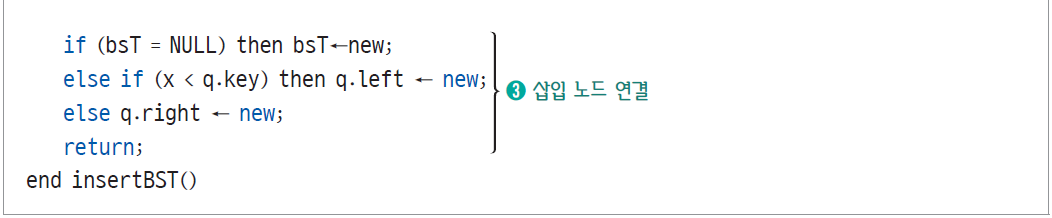 if (bsT = NULL) then bsT←new;
else if (x < q.key) then q.left ← new;
❸ 삽입 노드 연결
else q.right ← new;
return;
end insertBST()